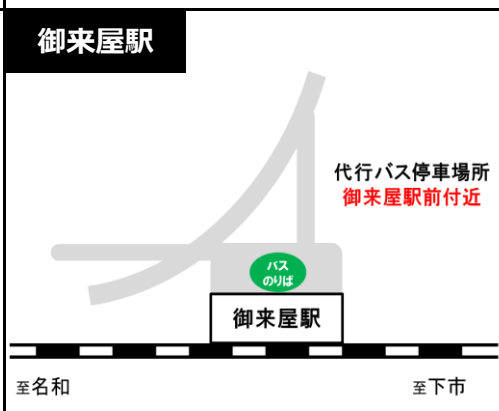 御来屋駅
代行バス停車場所
御来屋駅前付近
バス
のりば
御来屋駅
至名和
至下市